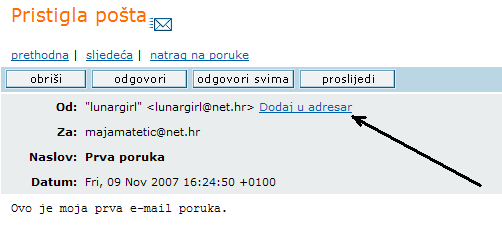 Pristigla pošta
prethodna | sljedeća | natrag na poruke
obriši odgovori odgovori svima proslijedi
Od: "lunargirl" <lunargirl@net.hr> Dodaj u adresar
Za: majamatetic@net.hr
Naslov: Prva poruka
Datum: Fri, 09 Nov 2007 16:24:50 +0100
Ovo je moja prva e-mail poruka.